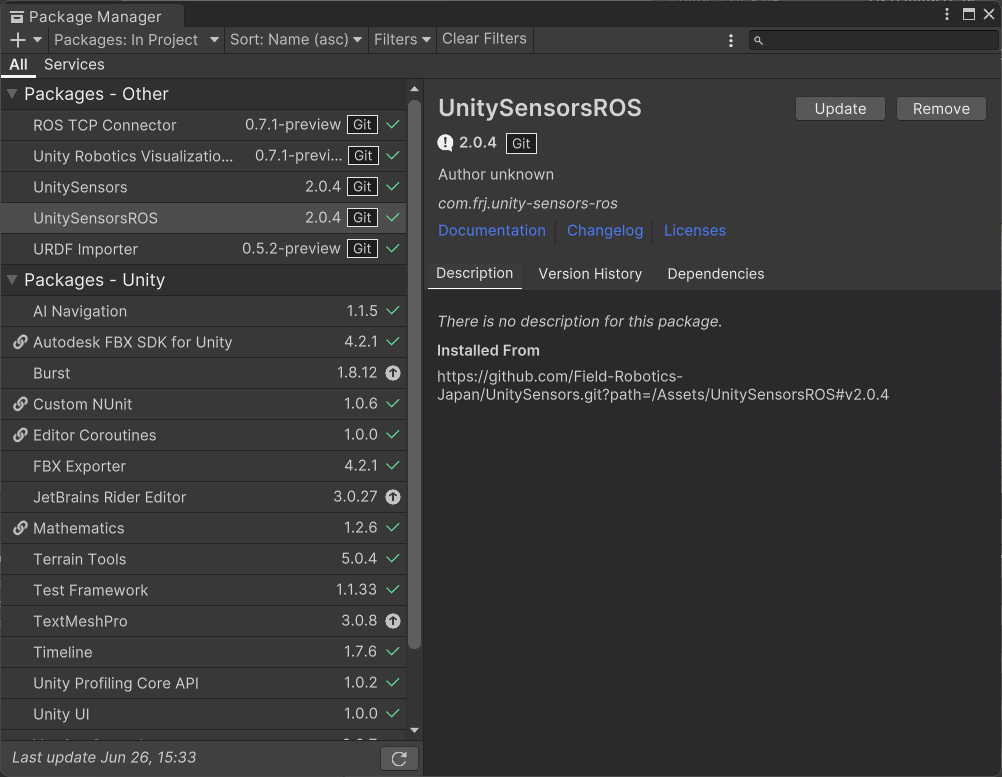 Package Manager
Packages: In Project
Sort: Name (asc)
Filters
Clear Filters
All
Services
Packages - Other
ROS TCP Connector 0.7.1-preview Git
Unity Robotics Visualizatio... 0.7.1-previ... Git
UnitySensors 2.0.4 Git
UnitySensorsROS 2.0.4 Git
URDF Importer 0.5.2-preview Git
Packages - Unity
AI Navigation 1.1.5
Autodesk FBX SDK for Unity 4.2.1
Burst 1.8.12
Custom NUnit 1.0.6
Editor Coroutines 1.0.0
FBX Exporter 4.2.1
JetBrains Rider Editor 3.0.27
Mathematics 1.2.6
Terrain Tools 5.0.4
Test Framework 1.1.33
TextMeshPro 3.0.8
Timeline 1.7.6
Unity Profiling Core API 1.0.2
Unity UI 1.0.0
Last update Jun 26, 15:33
UnitySensorsROS
Update
Remove
2.0.4 Git
Author unknown
com.frj.unity-sensors-ros
Documentation
Changelog
Licenses
Description
Version History
Dependencies
There is no description for this package.
Installed From
https://github.com/Field-Robotics-
Japan/UnitySensors.git?path=/Assets/UnitySensorsROS#v2.0.4